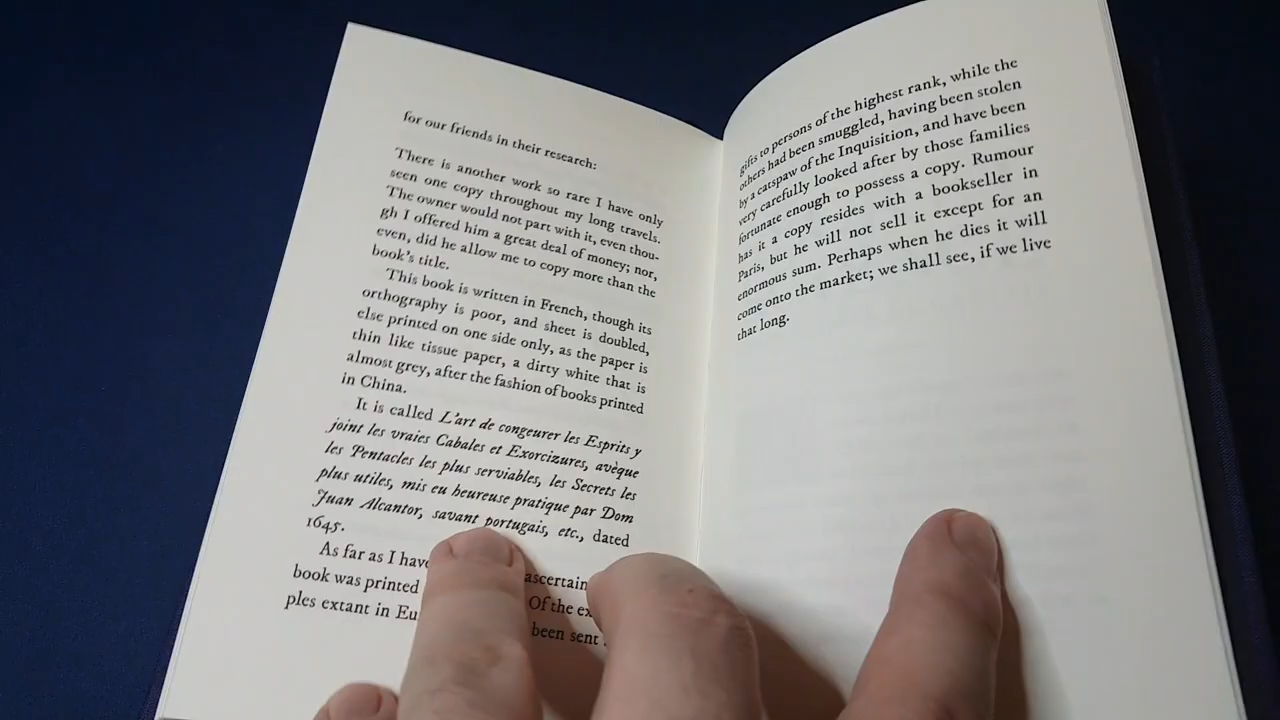 for our friends in their research:
There is another work so rare I have only
seen one copy throughout my long travels.
The owner would not part with it, even thou-
gh I offered him a great deal of money; nor,
even, did he allow me to copy more than the
book's title.
This book is written in French, though its
orthography is poor, and sheet is doubled,
else printed on one side only, as the paper is
thin like tissue paper, a dirty white that is
almost grey, after the fashion of books printed
in China.
It is called L'art de congeurer les Esprits y
joint les vraies Cabales et Exorcizures, avèque
les Pentacles les plus serviables, les Secrets les
plus utiles, mis eu heureuse pratique par Dom
Juan Alcantor, savant portugais, etc., dated
1645.
As far as I have ascertain
book was printed Of the ex
ples extant in Eu been sent
gifts to persons of the highest rank, while the
others had been smuggled, having been stolen
by a catspaw of the Inquisition, and have been
very carefully looked after by those families
fortunate enough to possess a copy. Rumour
has it a copy resides with a bookseller in
Paris, but he will not sell it except for an
enormous sum. Perhaps when he dies it will
come onto the market; we shall see, if we live
that long.